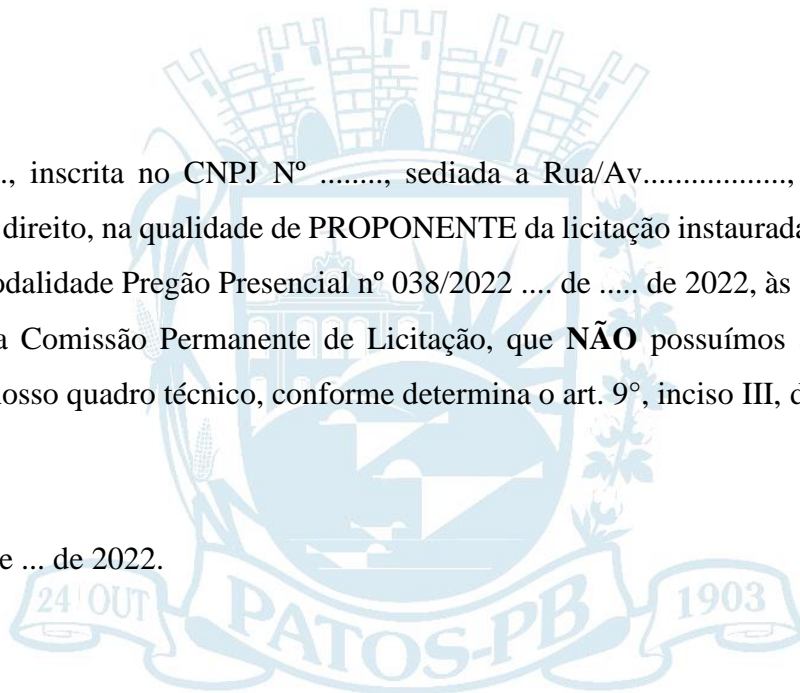 ., inscrita no CNPJ Nº ........, sediada a Rua/Av.................,
direito, na qualidade de PROPONENTE da licitação instaurada
odalidade Pregão Presencial nº 038/2022 .... de ..... de 2022, às
a Comissão Permanente de Licitação, que NÃO possuímos
nosso quadro técnico, conforme determina o art. 9°, inciso III, d
e ... de 2022.
24 OUT
PATOS-PB
1903